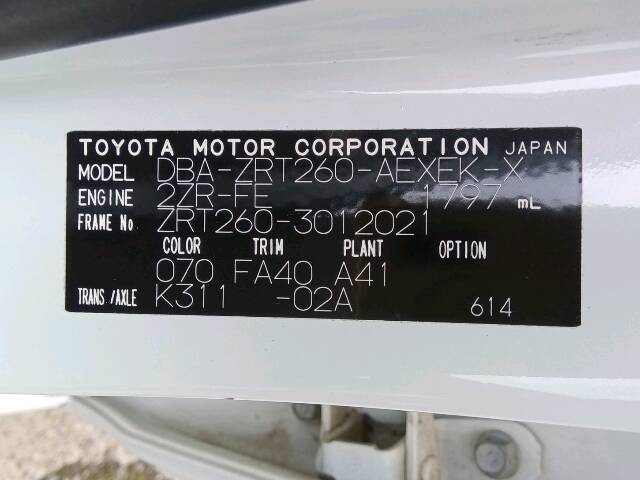 TOYOTA MOTOR CORPORATION JAPAN
MODEL DBA-ZRT260-AEXEK-X
ENGINE 2ZR-FE 1797 mL
FRAME No ZRT260-3012021
COLOR TRIM PLANT OPTION
070 FA40 A41
TRANS/AXLE K311 -02A 614